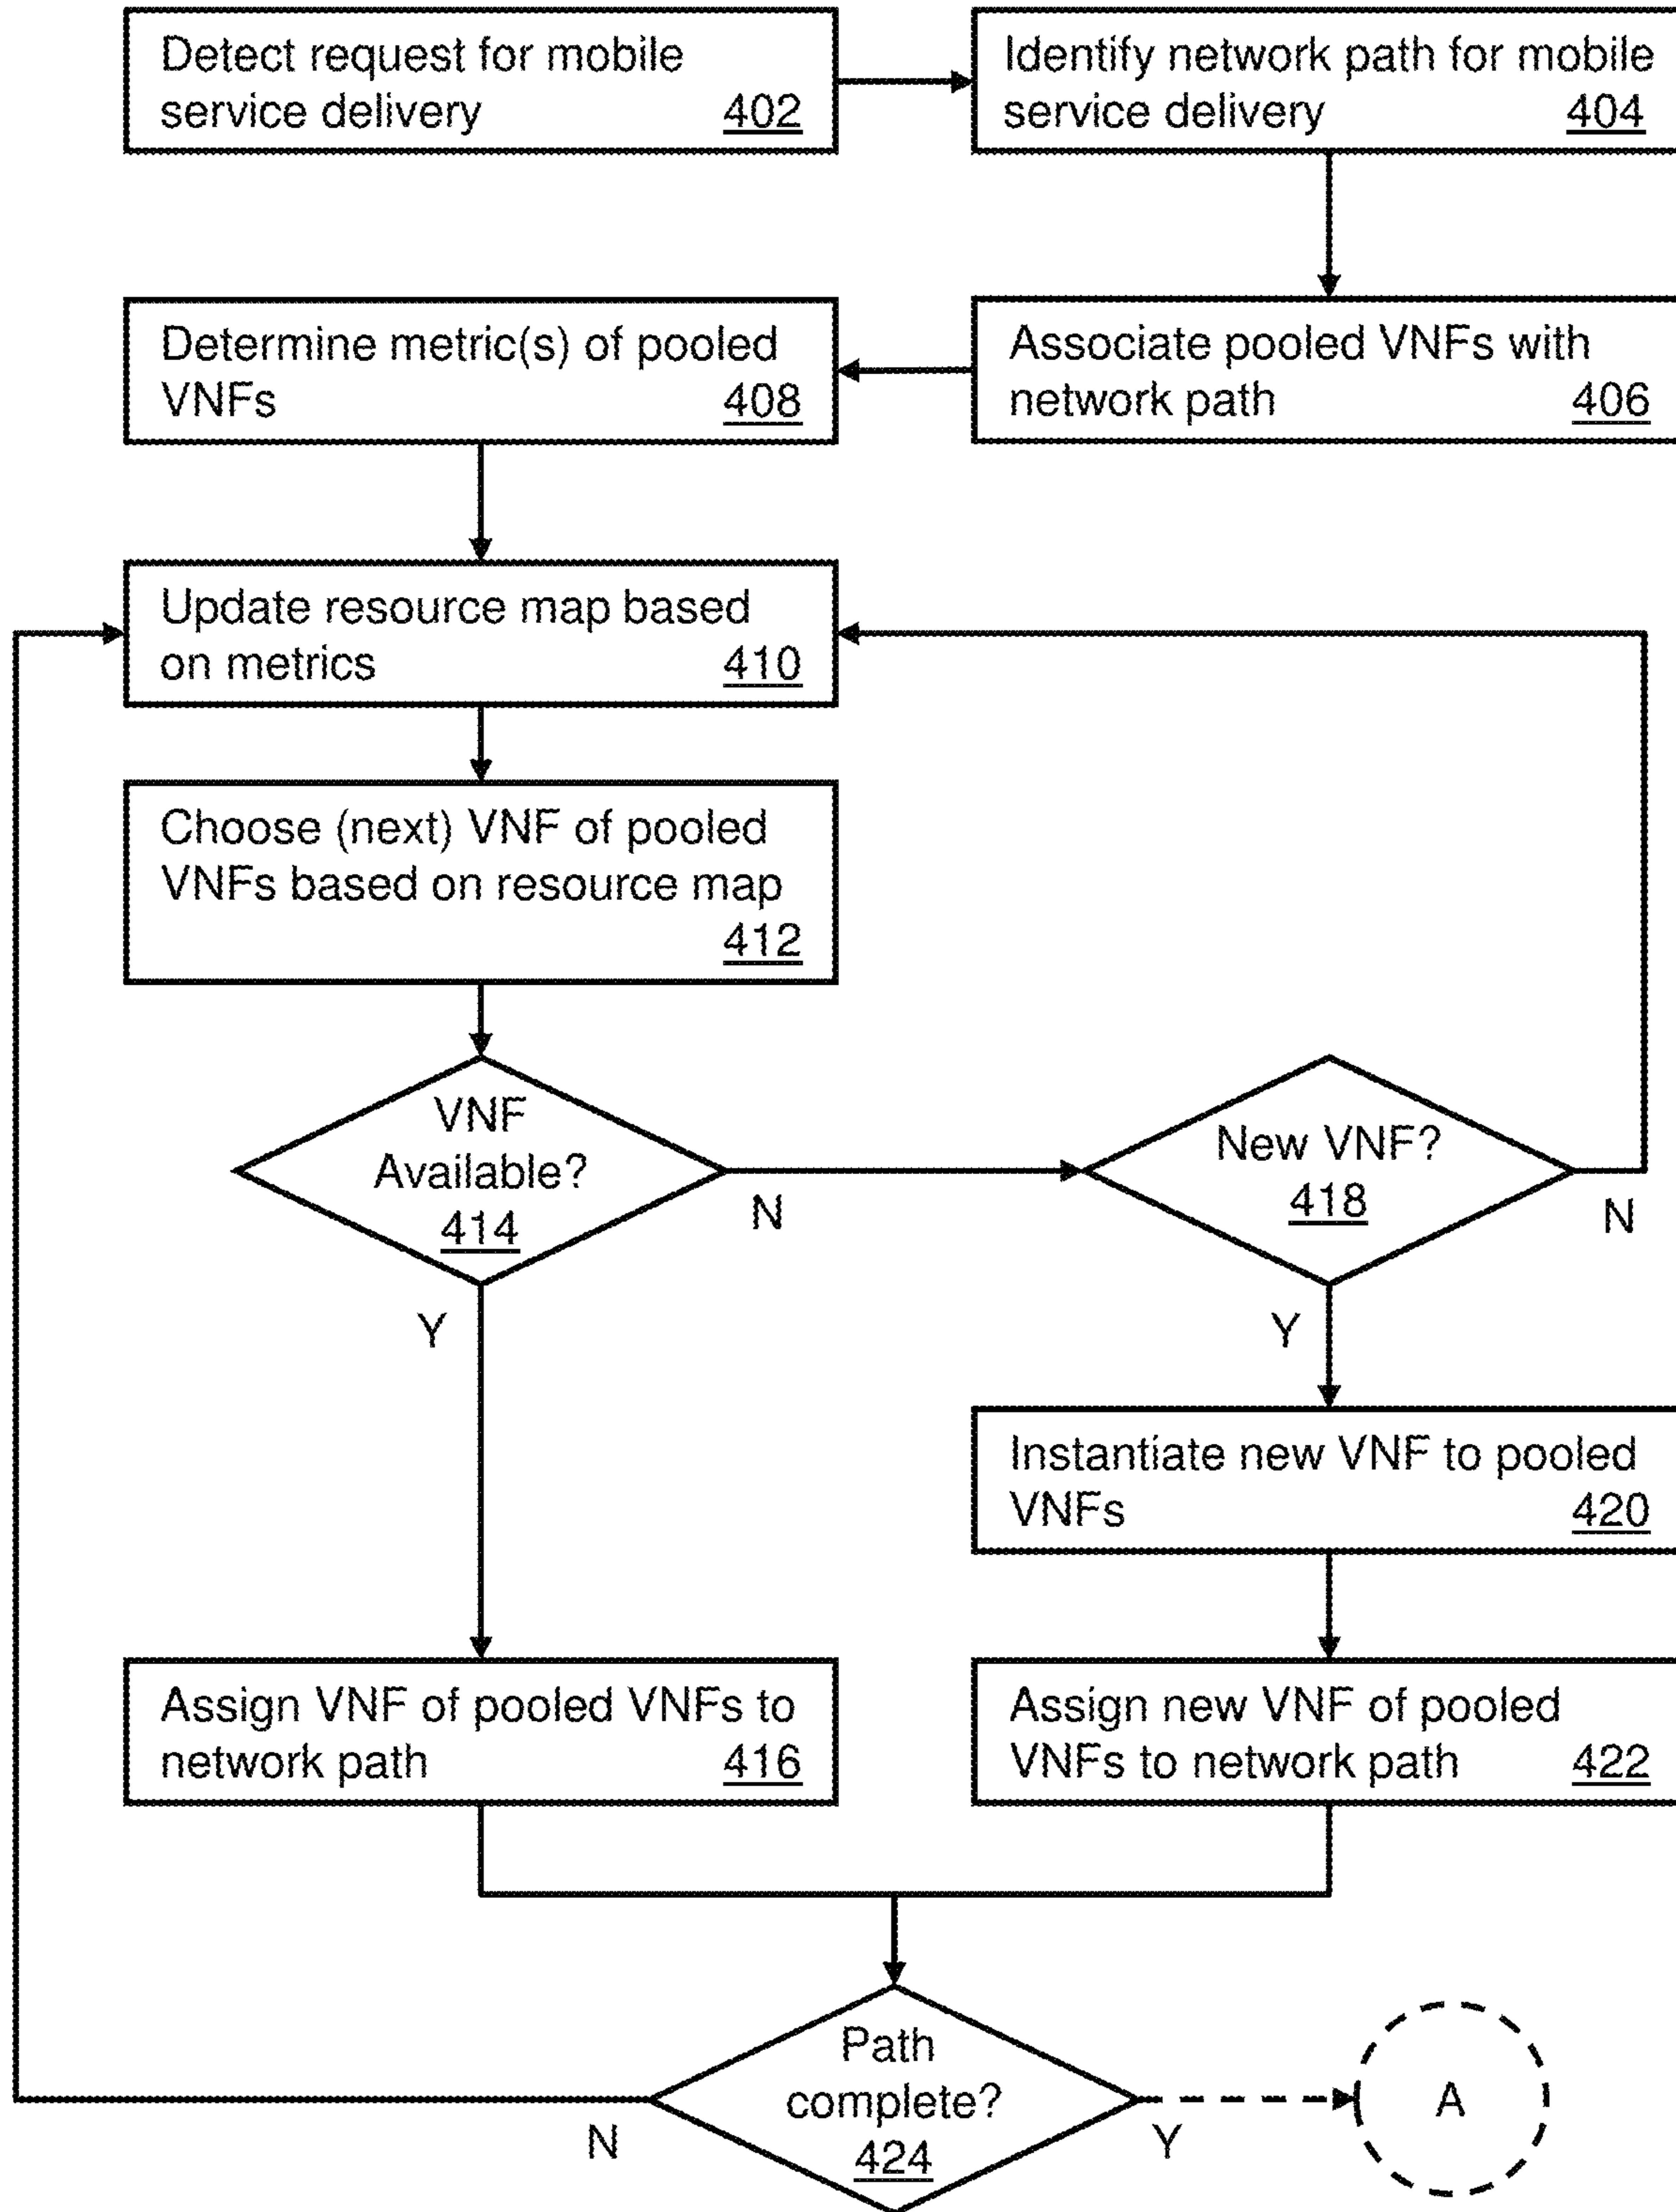 Detect request for mobile
service delivery 402
Identify network path for mobile
service delivery 404
Associate pooled VNFs with
network path 406
Determine metric(s) of pooled
VNFs 408
Update resource map based
on metrics 410
Choose (next) VNF of pooled
VNFs based on resource map
412
VNF
Available?
414
N
Y
New VNF?
418
N
Y
Instantiate new VNF to pooled
VNFs 420
Assign VNF of pooled VNFs to
network path 416
Assign new VNF of pooled
VNFs to network path 422
Path
complete?
424
N
Y
A